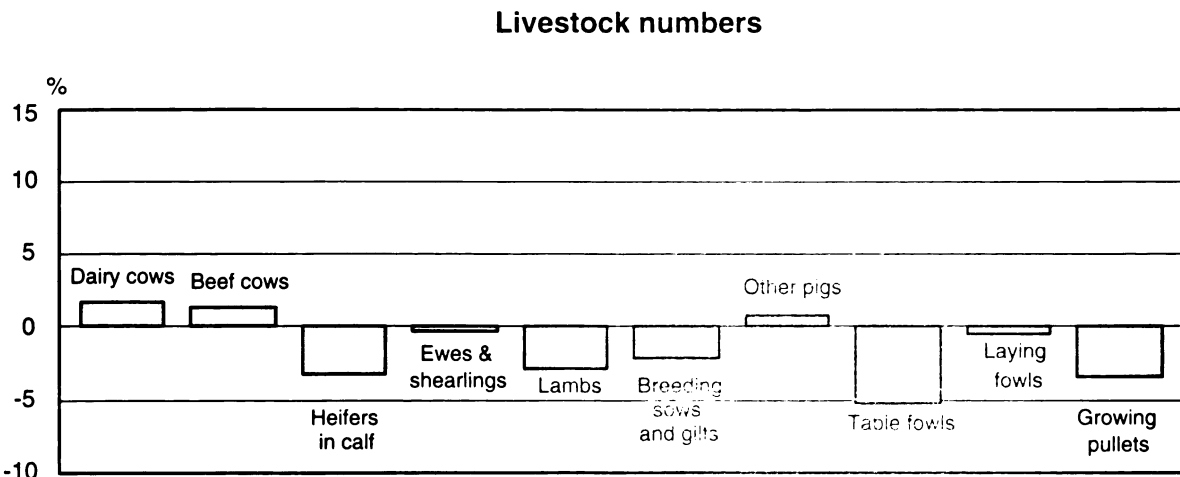 Livestock numbers
%
15
10
5
0
-5
-10
Dairy cows
Beef cows
Heifers
in calf
Ewes &
shearlings
Lambs
Breeding
sows
and gilts
Other pigs
Table fowls
Laying
fowls
Growing
pullets